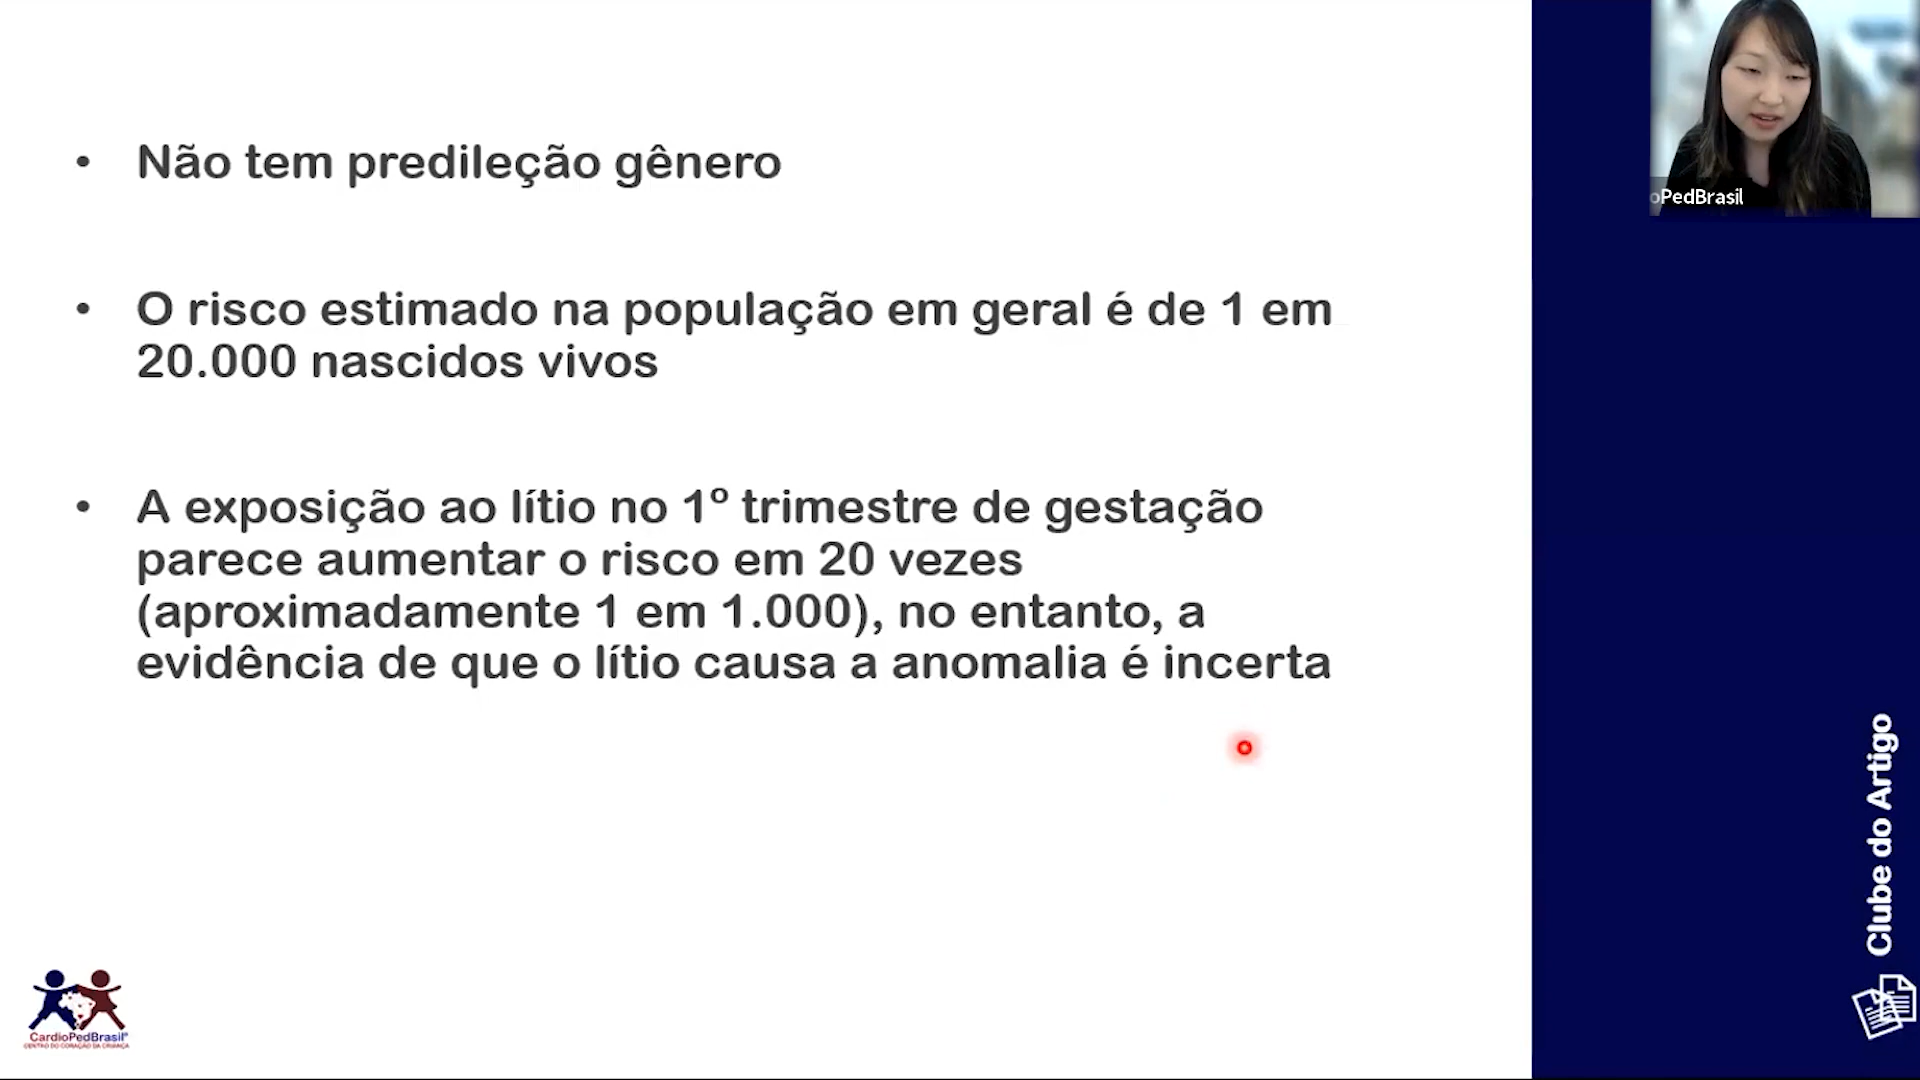 • Não tem predileção gênero
• O risco estimado na população em geral é de 1 em
20.000 nascidos vivos
• A exposição ao lítio no 1º trimestre de gestação
parece aumentar o risco em 20 vezes
(aproximadamente 1 em 1.000), no entanto, a
evidência de que o lítio causa a anomalia é incerta
oPedBrasil
Clube do Artigo
CardioPedBrasil®
CENTRO DO CORAÇÃO DA CRIANÇA